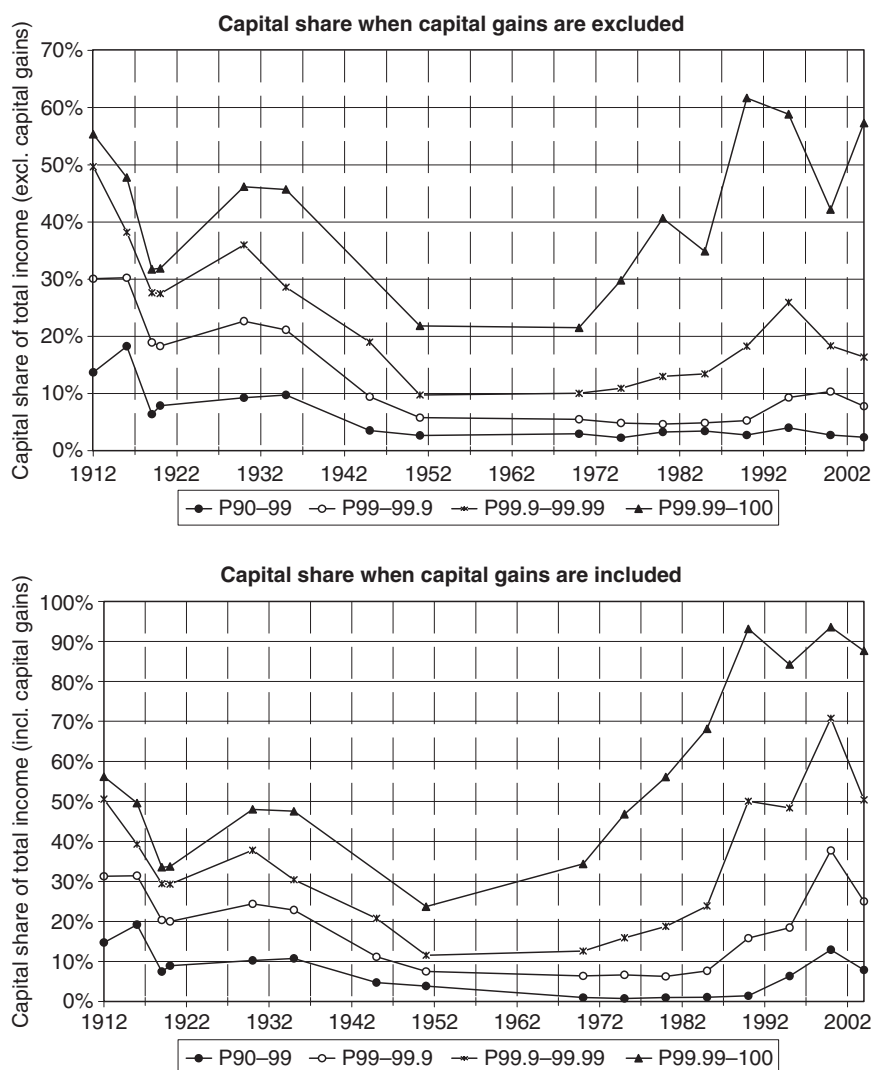 Capital share when capital gains are excluded
Capital share of total income (excl. capital gains)
70%
60%
50%
40%
30%
20%
10%
0%
1912 1922 1932 1942 1952 1962 1972 1982 1992 2002
P90–99 P99–99.9 P99.9–99.99 P99.99–100
Capital share when capital gains are included
Capital share of total income (incl. capital gains)
100%
90%
80%
70%
60%
50%
40%
30%
20%
10%
0%
1912 1922 1932 1942 1952 1962 1972 1982 1992 2002
P90–99 P99–99.9 P99.9–99.99 P99.99–100